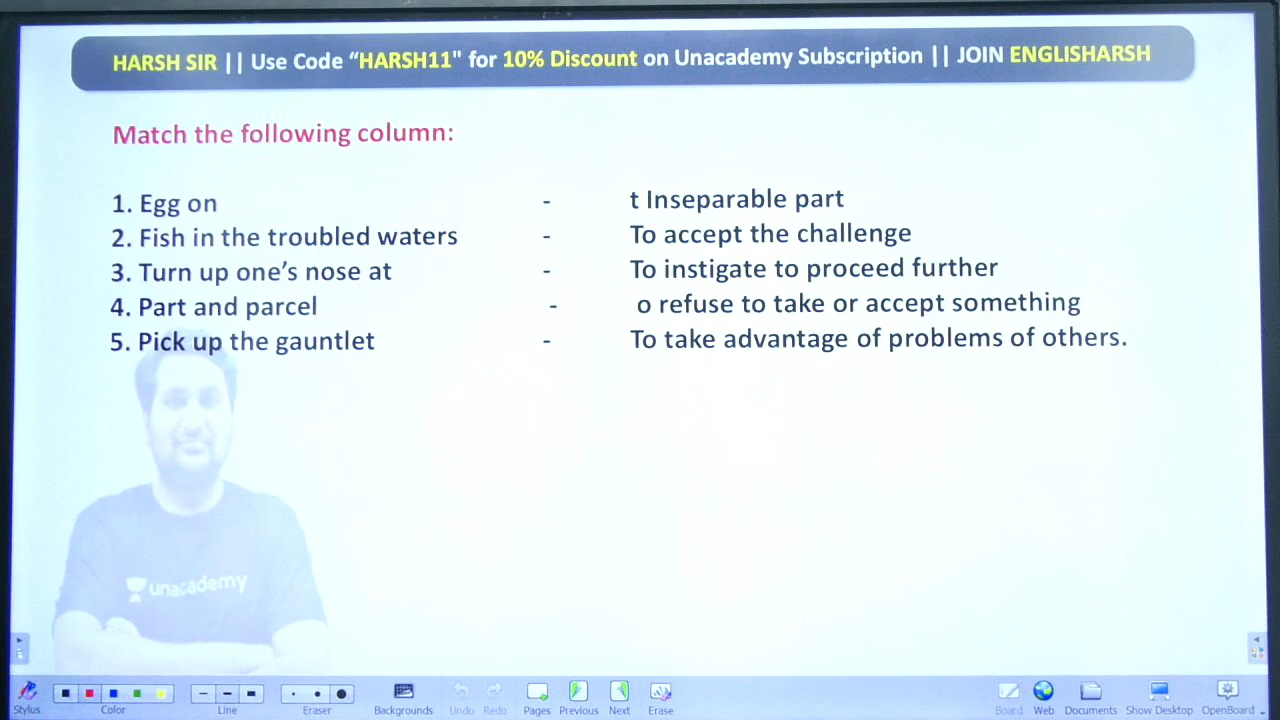 HARSH SIR || Use Code “HARSH11" for 10% Discount on Unacademy Subscription || JOIN ENGLISHARSH
Match the following column:
1. Egg on - t Inseparable part
2. Fish in the troubled waters - To accept the challenge
3. Turn up one’s nose at - To instigate to proceed further
4. Part and parcel - o refuse to take or accept something
5. Pick up the gauntlet - To take advantage of problems of others.
unacademy
Stylus Color Line Eraser Backgrounds Undo Redo Pages Previous Next Erase Board Web Documents Show Desktop OpenBoard